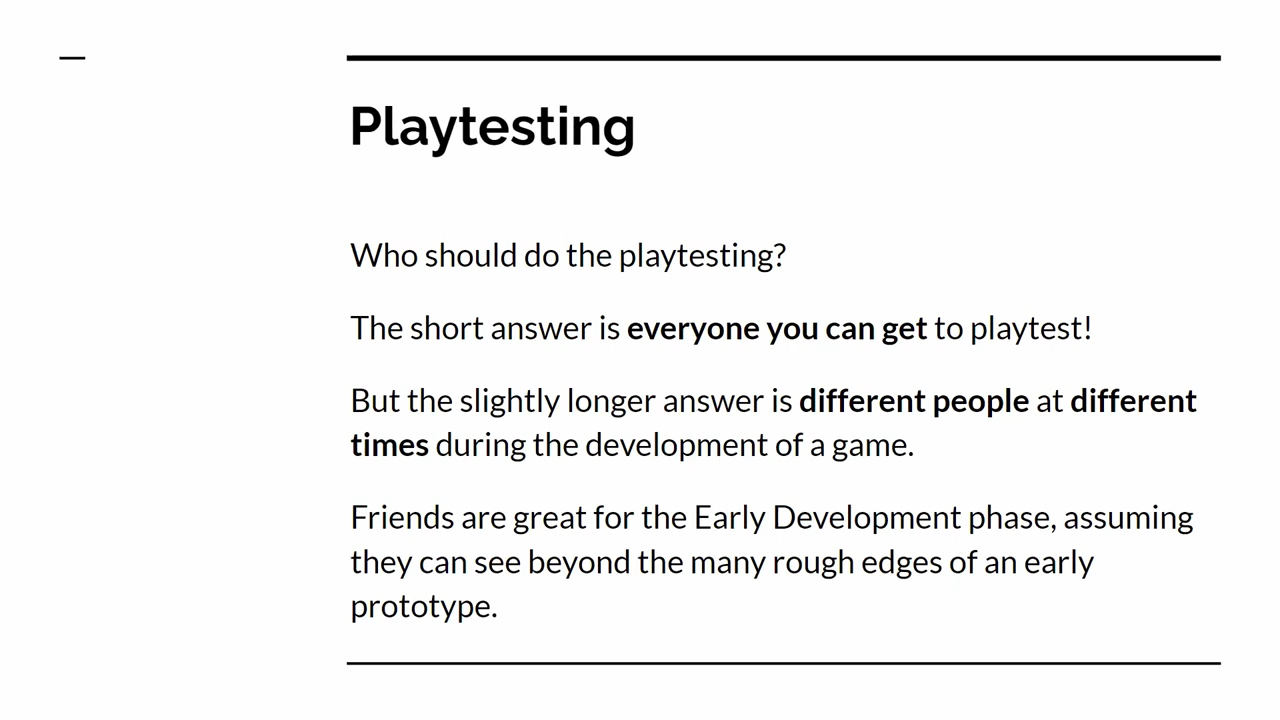 Playtesting
Who should do the playtesting?
The short answer is everyone you can get to playtest!
But the slightly longer answer is different people at different
times during the development of a game.
Friends are great for the Early Development phase, assuming
they can see beyond the many rough edges of an early
prototype.